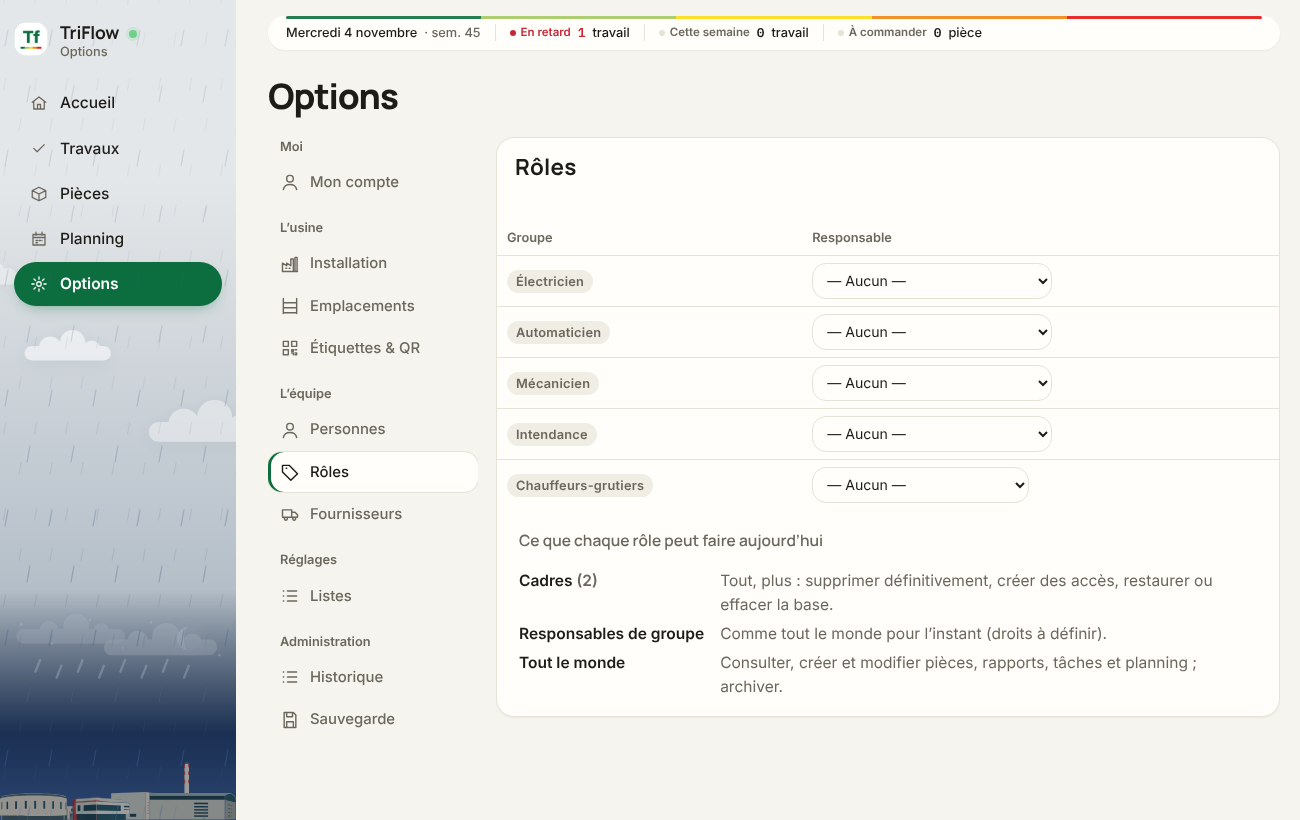 Tf
TriFlow
Options
Accueil
Travaux
Pièces
Planning
Options
Mercredi 4 novembre · sem. 45
En retard 1 travail
Cette semaine 0 travail
À commander 0 pièce
Options
Moi
Mon compte
L’usine
Installation
Emplacements
Étiquettes & QR
L’équipe
Personnes
Rôles
Fournisseurs
Réglages
Listes
Administration
Historique
Sauvegarde
Rôles
Groupe Responsable
Électricien — Aucun —
Automaticien — Aucun —
Mécanicien — Aucun —
Intendance — Aucun —
Chauffeurs-grutiers — Aucun —
Ce que chaque rôle peut faire aujourd’hui
Cadres (2) Tout, plus : supprimer définitivement, créer des accès, restaurer ou
effacer la base.
Responsables de groupe Comme tout le monde pour l’instant (droits à définir).
Tout le monde Consulter, créer et modifier pièces, rapports, tâches et planning ;
archiver.